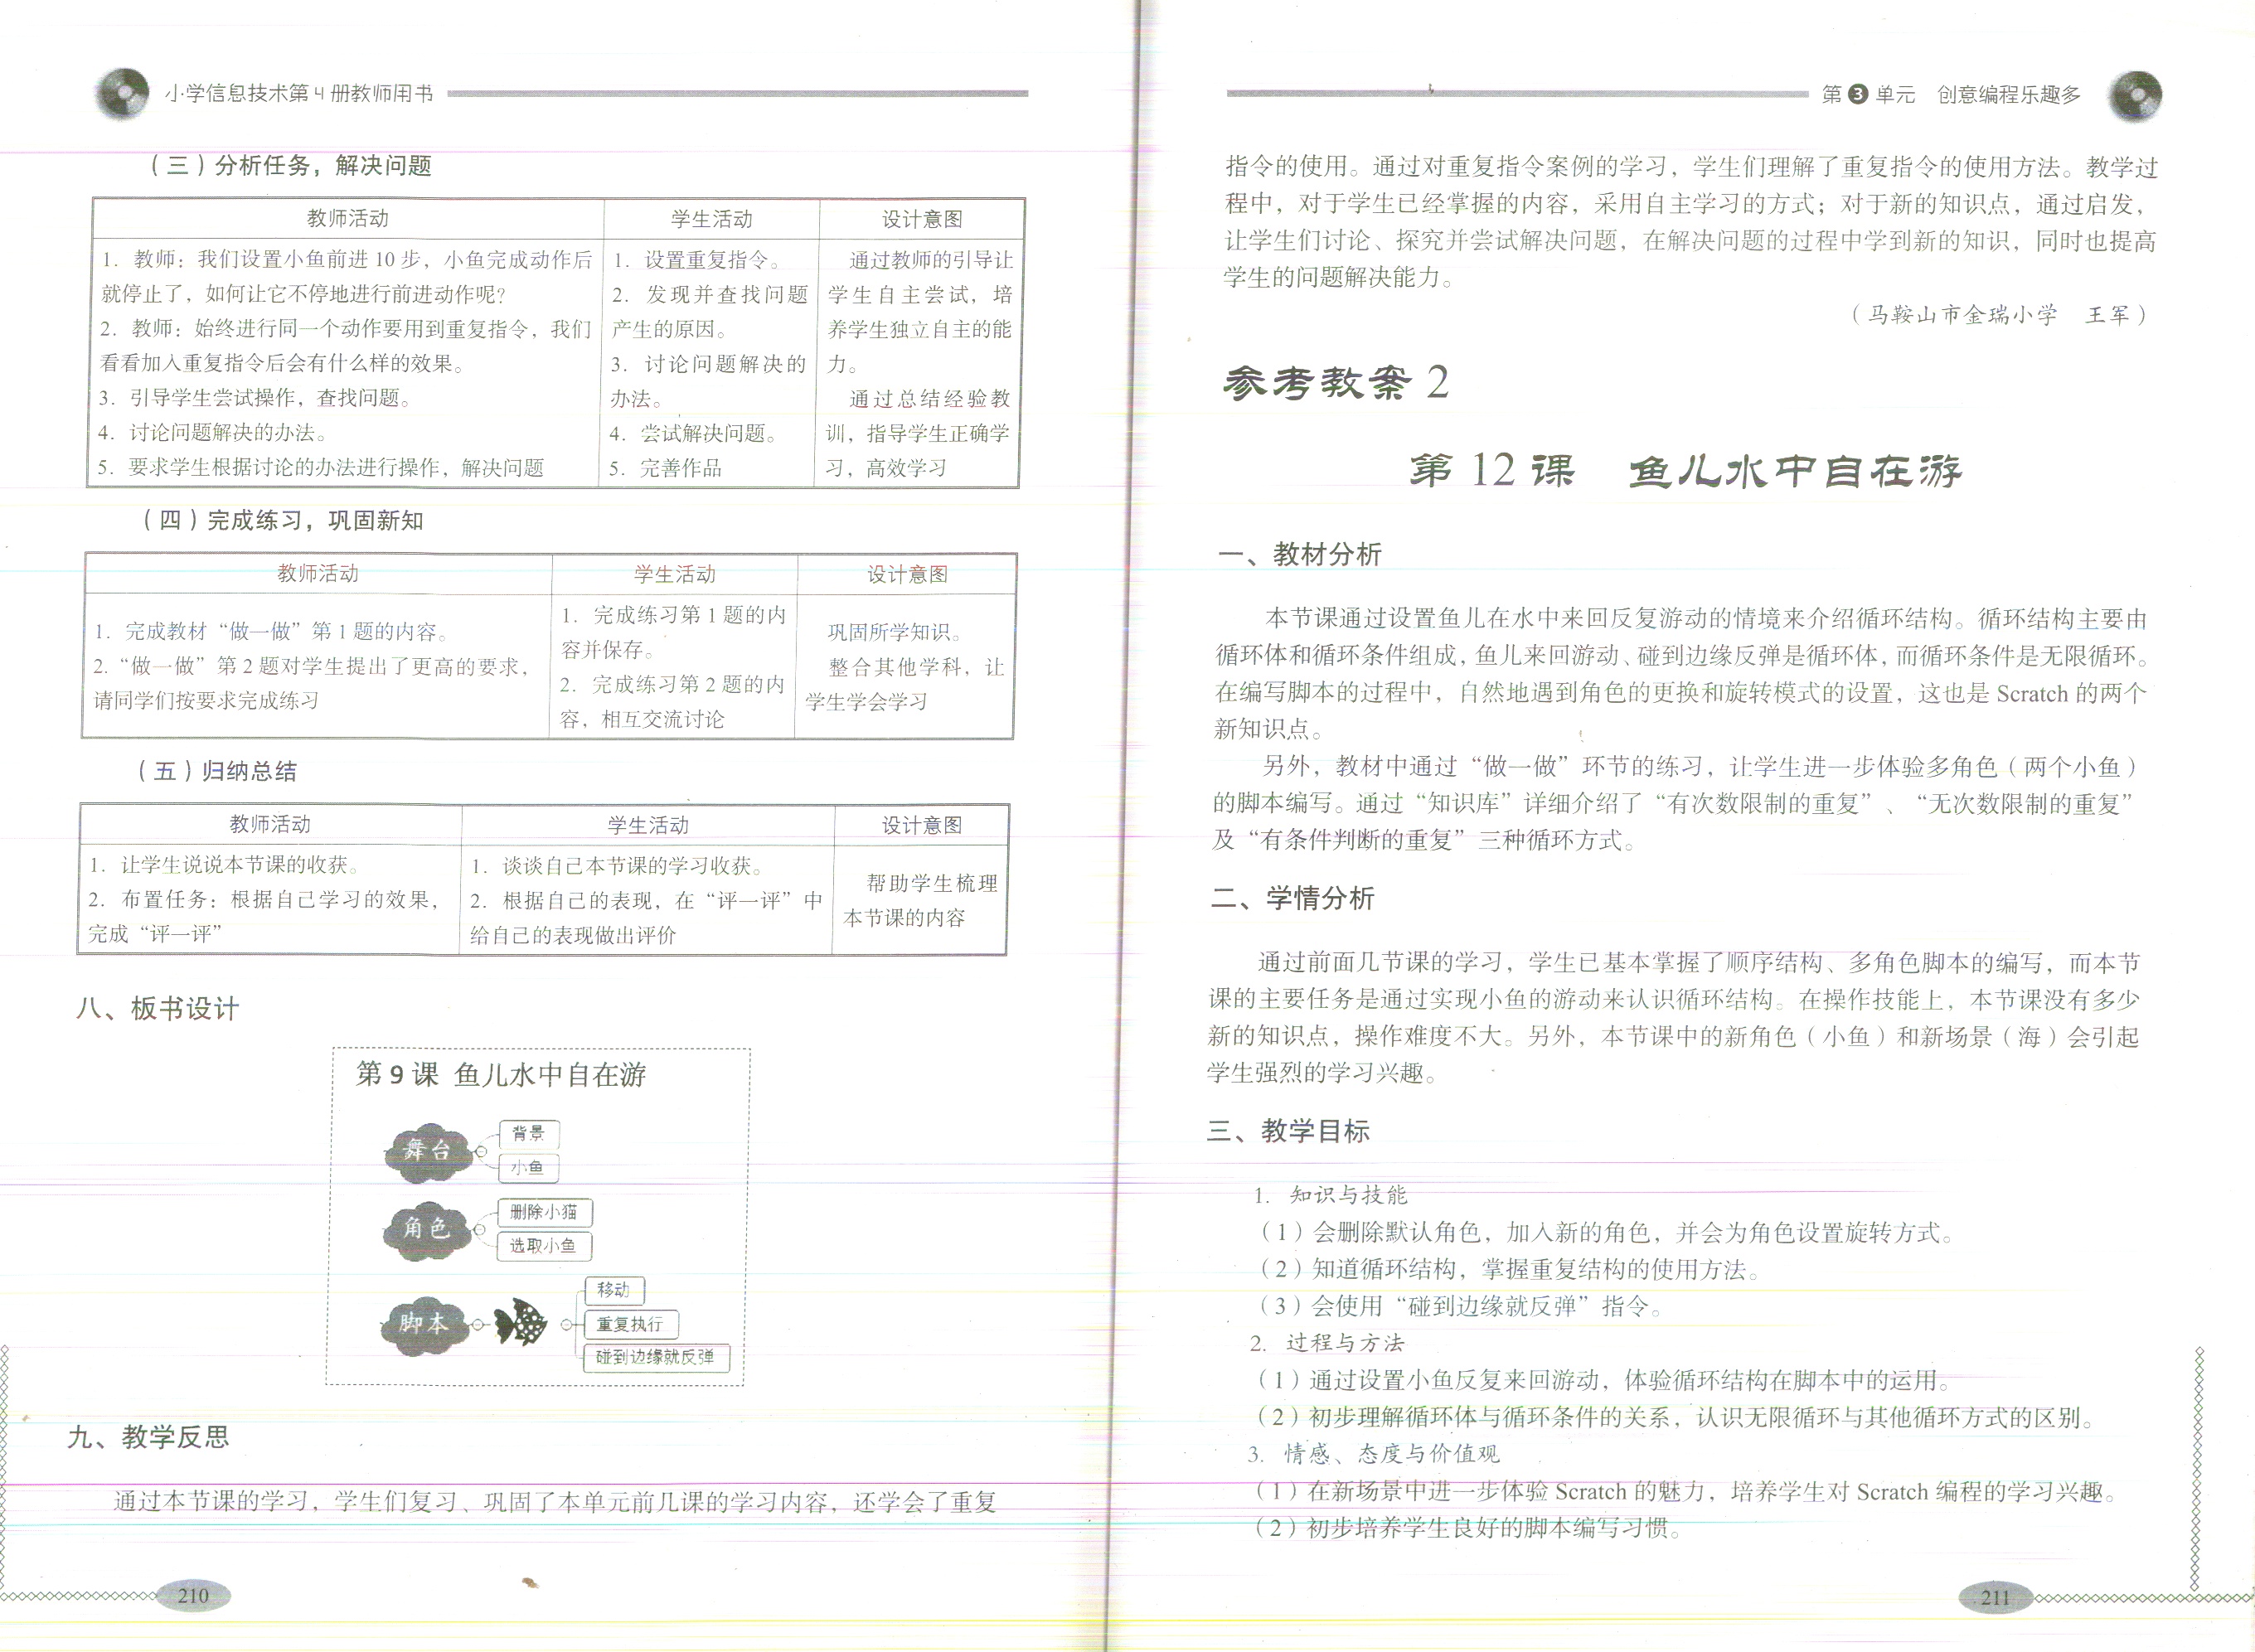 小学信息技术第4册教师用书
（三）分析任务，解决问题
教师活动
学生活动
设计意图
1. 教师：我们设置小鱼前进 10 步，小鱼完成动作后
就停止了，如何让它不停地进行前进动作呢？
2. 教师：始终进行同一个动作要用到重复指令，我们
看看加入重复指令后会有什么样的效果。
3. 引导学生尝试操作，查找问题。
4. 讨论问题解决的办法。
5. 要求学生根据讨论的办法进行操作，解决问题
1. 设置重复指令。
2. 发现并查找问题
产生的原因。
3. 讨论问题解决的
办法。
4. 尝试解决问题。
5. 完善作品
通过教师的引导让
学生自主尝试，培
养学生独立自主的能
力。
通过总结经验教
训，指导学生正确学
习，高效学习
（四）完成练习，巩固新知
教师活动
学生活动
设计意图
1. 完成教材“做一做”第 1 题的内容。
2. “做一做”第 2 题对学生提出了更高的要求，
请同学们按要求完成练习
1. 完成练习第 1 题的内
容并保存。
2. 完成练习第 2 题的内
容，相互交流讨论
巩固所学知识。
整合其他学科，让
学生学会学习
（五）归纳总结
教师活动
学生活动
设计意图
1. 让学生说说本节课的收获。
2. 布置任务：根据自己学习的效果，
完成“评一评”
1. 谈谈自己本节课的学习收获。
2. 根据自己的表现，在“评一评”中
给自己的表现做出评价
帮助学生梳理
本节课的内容
八、板书设计
第 9 课 鱼儿水中自在游
舞台
背景
小鱼
角色
删除小猫
选取小鱼
脚本
移动
重复执行
碰到边缘就反弹
九、教学反思
通过本节课的学习，学生们复习、巩固了本单元前几课的学习内容，还学会了重复
210
第 3 单元 创意编程乐趣多
指令的使用。通过对重复指令案例的学习，学生们理解了重复指令的使用方法。教学过
程中，对于学生已经掌握的内容，采用自主学习的方式；对于新的知识点，通过启发，
让学生们讨论、探究并尝试解决问题，在解决问题的过程中学到新的知识，同时也提高
学生的问题解决能力。
（马鞍山市金瑞小学 王军）
参考教案 2
第 12 课 鱼儿水中自在游
一、教材分析
本节课通过设置鱼儿在水中来回反复游动的情境来介绍循环结构。循环结构主要由
循环体和循环条件组成，鱼儿来回游动、碰到边缘反弹是循环体，而循环条件是无限循环。
在编写脚本的过程中，自然地遇到角色的更换和旋转模式的设置，这也是 Scratch 的两个
新知识点。
另外，教材中通过“做一做”环节的练习，让学生进一步体验多角色（两个小鱼）
的脚本编写。通过“知识库”详细介绍了“有次数限制的重复”、“无次数限制的重复”
及“有条件判断的重复”三种循环方式。
二、学情分析
通过前面几节课的学习，学生已基本掌握了顺序结构、多角色脚本的编写，而本节
课的主要任务是通过实现小鱼的游动来认识循环结构。在操作技能上，本节课没有多少
新的知识点，操作难度不大。另外，本节课中的新角色（小鱼）和新场景（海）会引起
学生强烈的学习兴趣。
三、教学目标
1. 知识与技能
（1）会删除默认角色，加入新的角色，并会为角色设置旋转方式。
（2）知道循环结构，掌握重复结构的使用方法。
（3）会使用“碰到边缘就反弹”指令。
2. 过程与方法
（1）通过设置小鱼反复来回游动，体验循环结构在脚本中的运用。
（2）初步理解循环体与循环条件的关系，认识无限循环与其他循环方式的区别。
3. 情感、态度与价值观
（1）在新场景中进一步体验 Scratch 的魅力，培养学生对 Scratch 编程的学习兴趣。
（2）初步培养学生良好的脚本编写习惯。
211